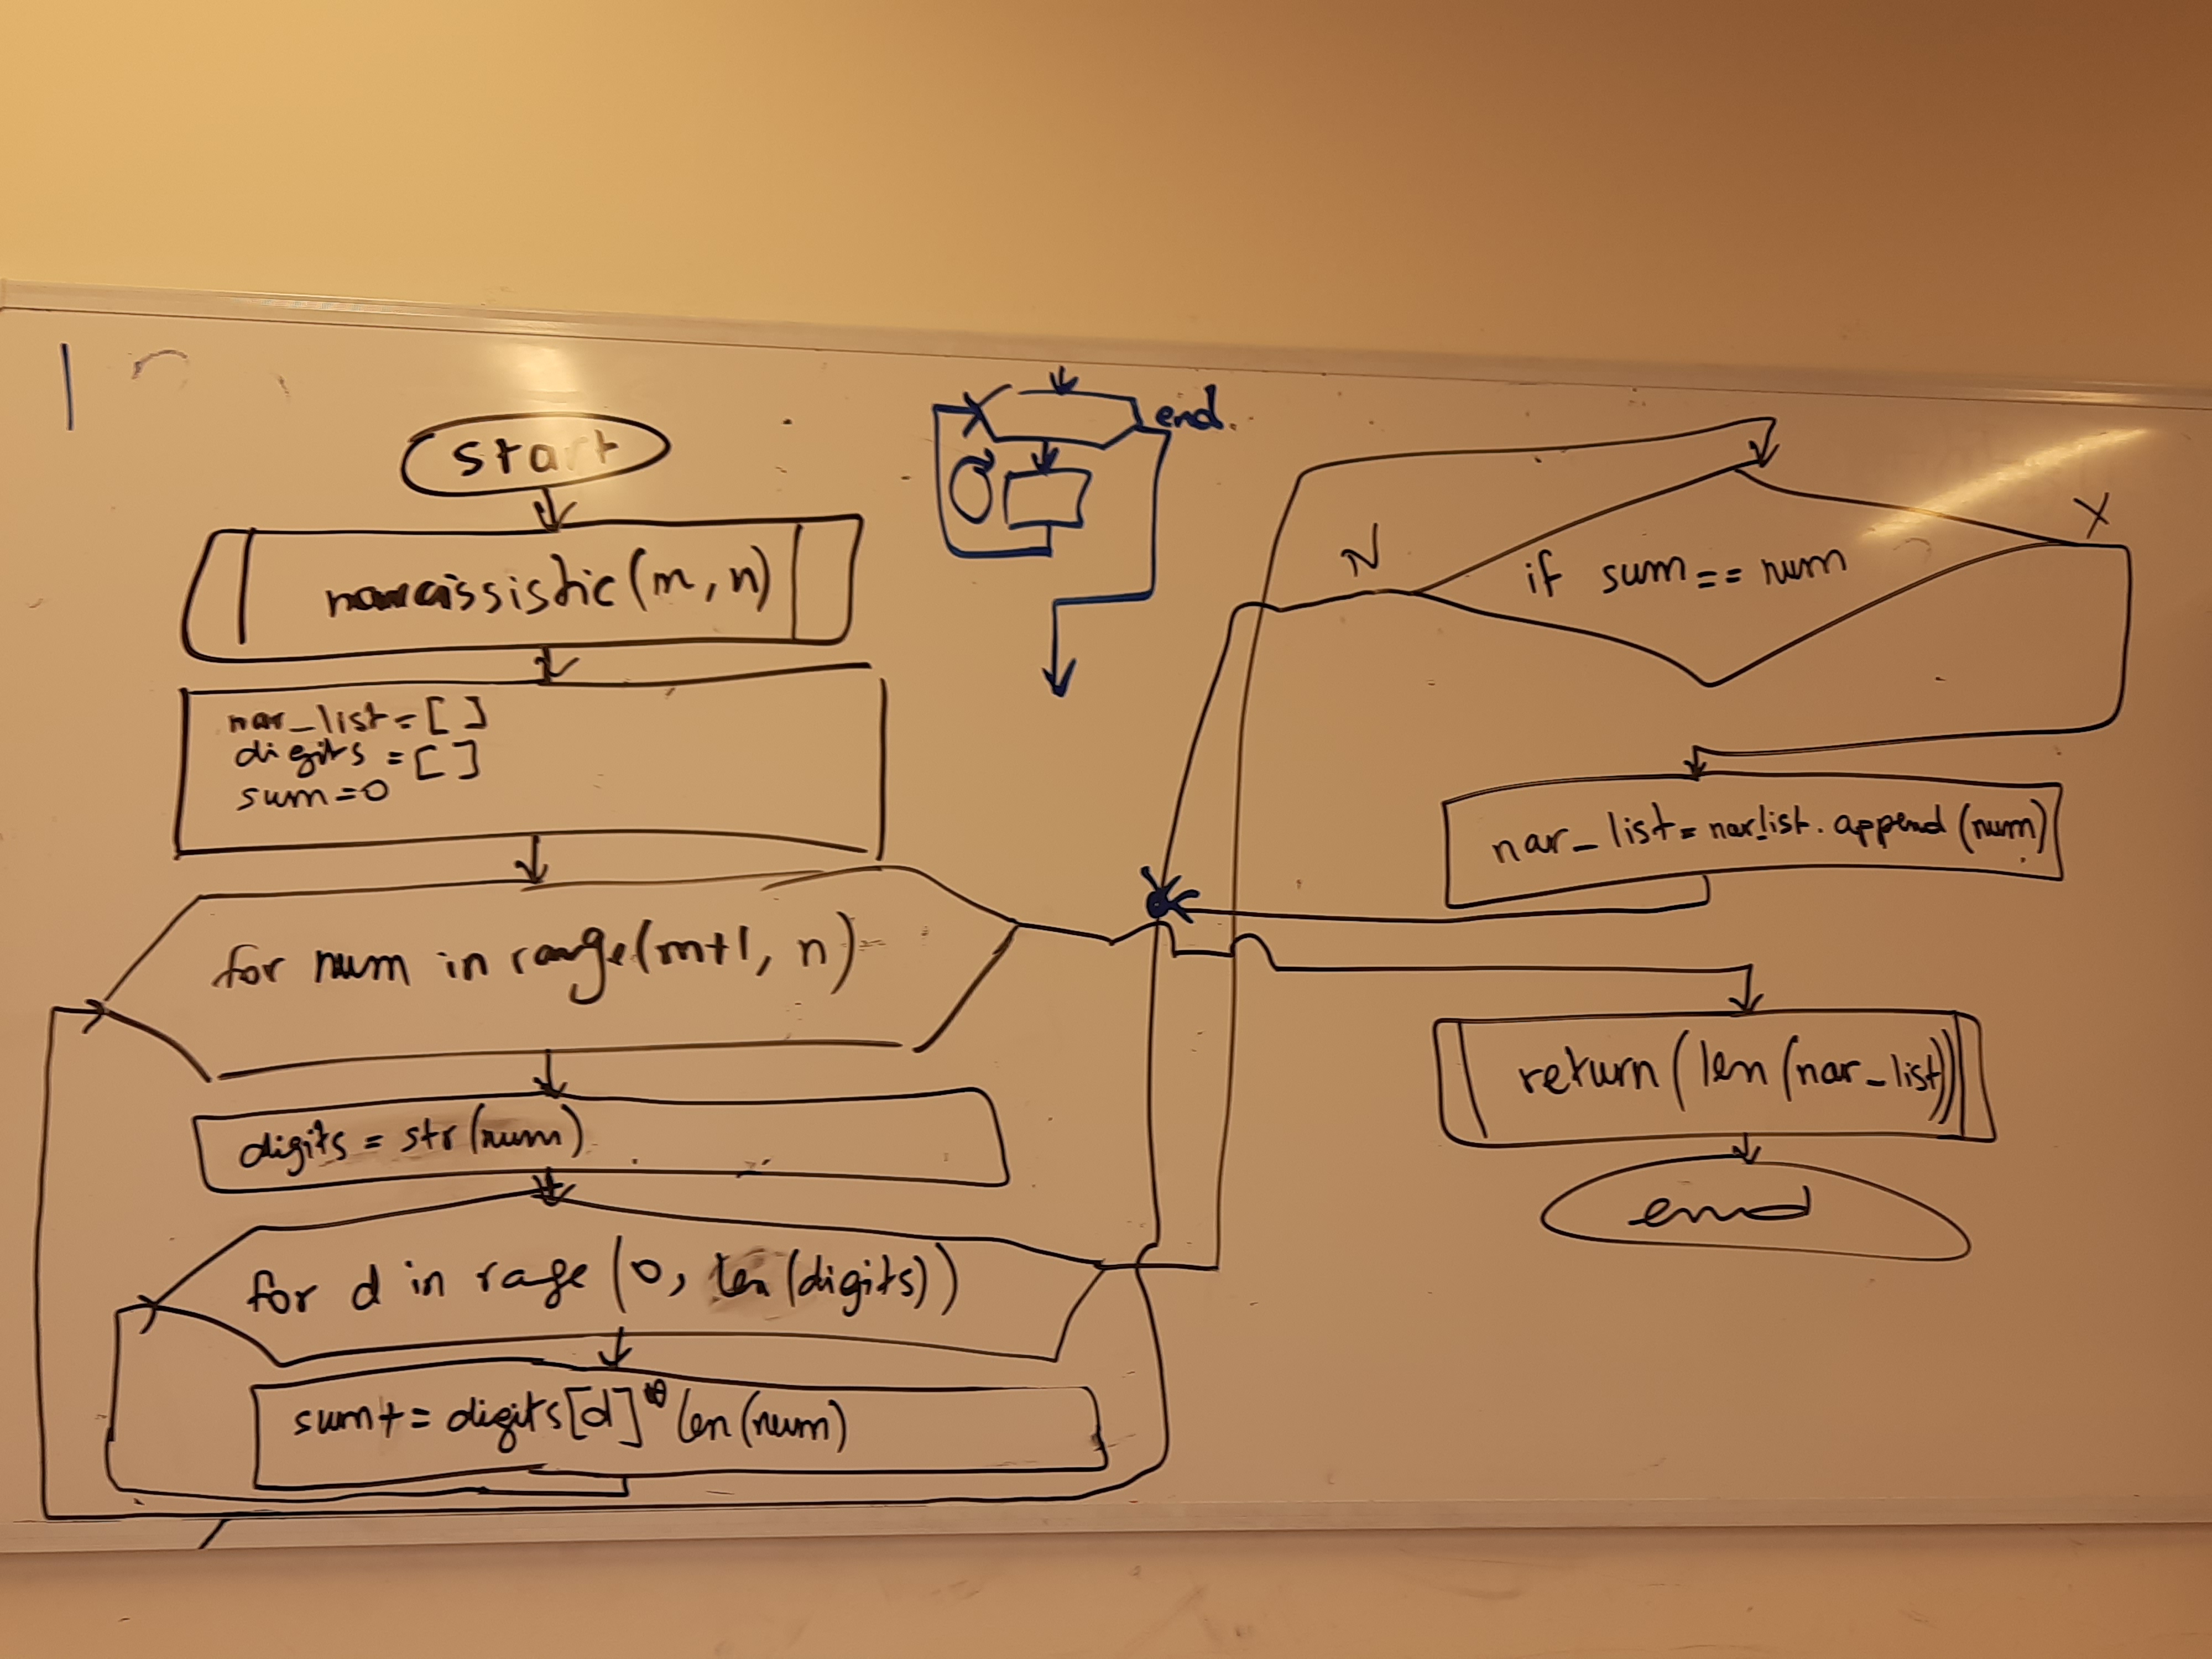 start
narcissistic(m, n)
nar_list = [ ]
digits = [ ]
sum=0
for num in range(m+1, n)
digits = str(num)
for d in rage (0, len(digits))
sum+= digits[d] len(num)
end.
N
if sum == num
Y
nar_list = nar_list.append(num)
return(len(nar_list))
end